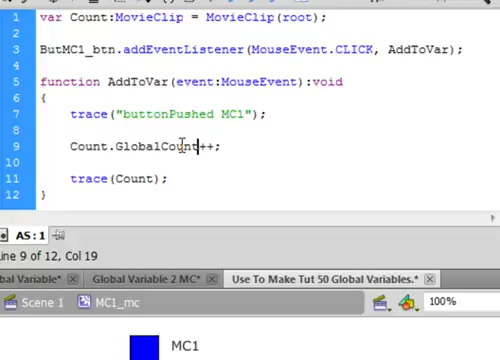 1 var Count:MovieClip = MovieClip(root);
2
3 ButMC1_btn.addEventListener(MouseEvent.CLICK, AddToVar);
4
5 function AddToVar(event:MouseEvent):void
6 {
7 trace("buttonPushed MC1");
8
9 Count.GlobalCount++;
10
11 trace(Count);
12 }
AS:1
ine 9 of 12, Col 19
bal Variable* Global Variable 2 MC* Use To Make Tut 50 Global Variables.*
Scene 1 MC1_mc 100%
MC1